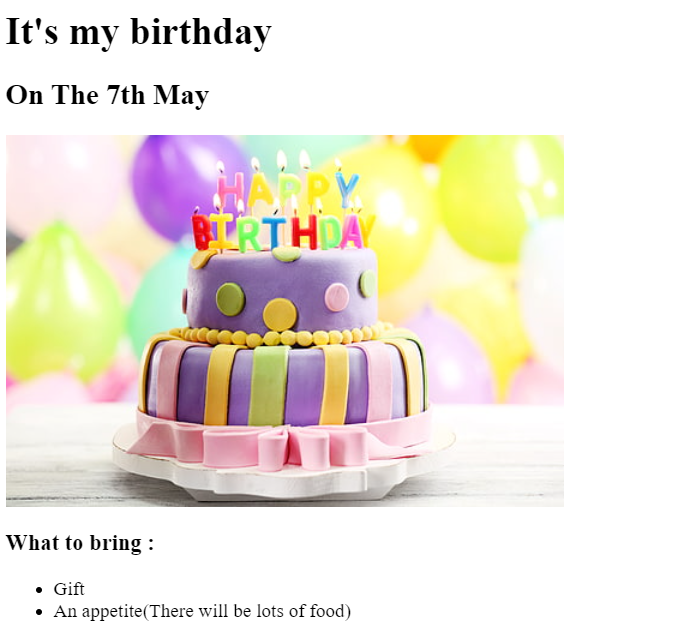 It's my birthday
On The 7th May
HAPPY
BIRTHDAY
What to bring :
Gift
An appetite(There will be lots of food)